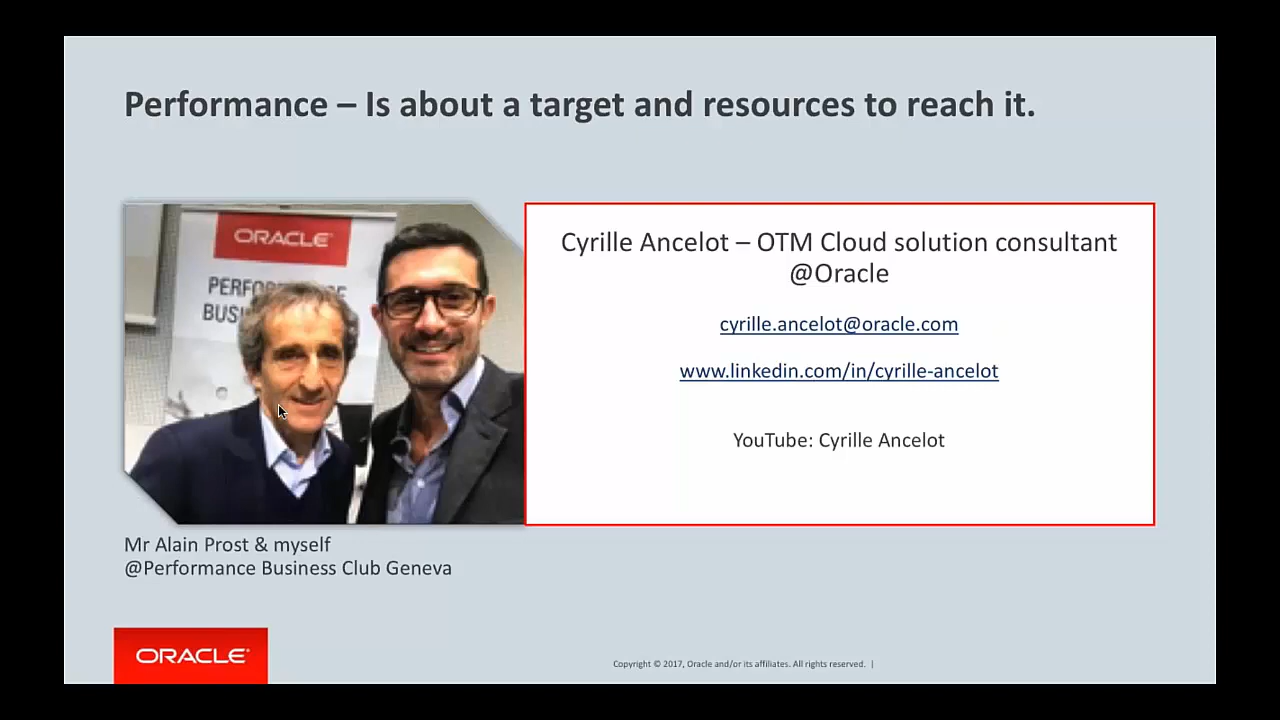 Performance – Is about a target and resources to reach it.
ORACLE
Cyrille Ancelot – OTM Cloud solution consultant
@Oracle
cyrille.ancelot@oracle.com
www.linkedin.com/in/cyrille-ancelot
YouTube: Cyrille Ancelot
Mr Alain Prost & myself
@Performance Business Club Geneva
ORACLE
Copyright © 2017, Oracle and/or its affiliates. All rights reserved. |